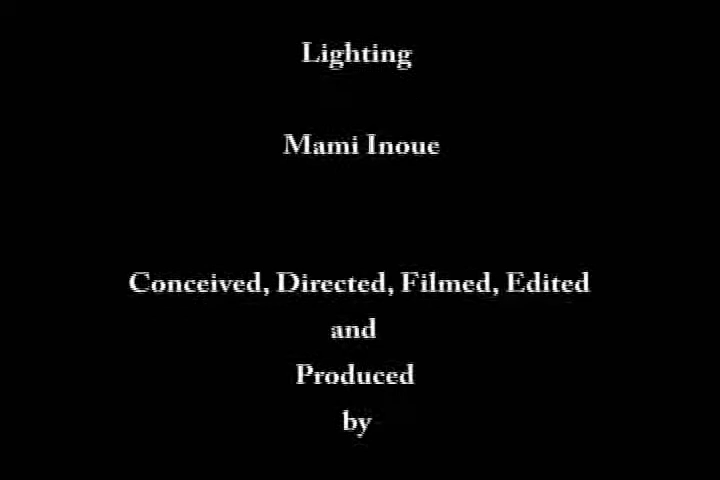 Lighting
Mami Inoue
Conceived, Directed, Filmed, Edited
and
Produced
by